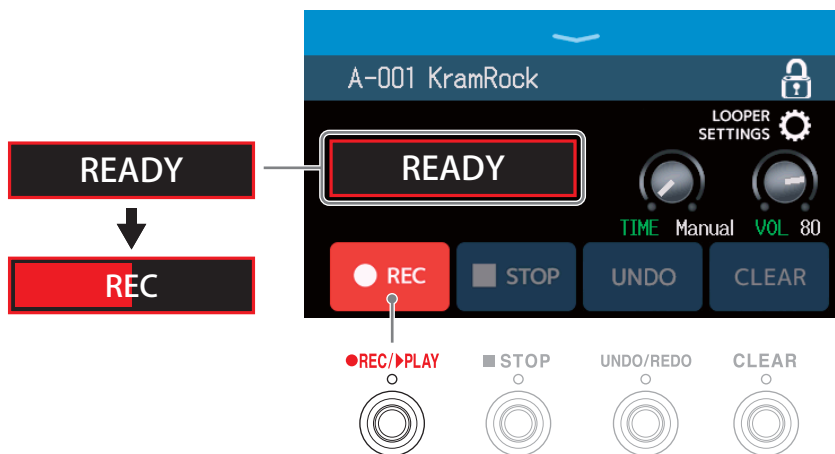 A-001 KramRock
LOOPER
SETTINGS
READY
READY
TIME Manual VOL 80
REC
REC
STOP
UNDO
CLEAR
●REC/▶PLAY
■STOP
UNDO/REDO
CLEAR